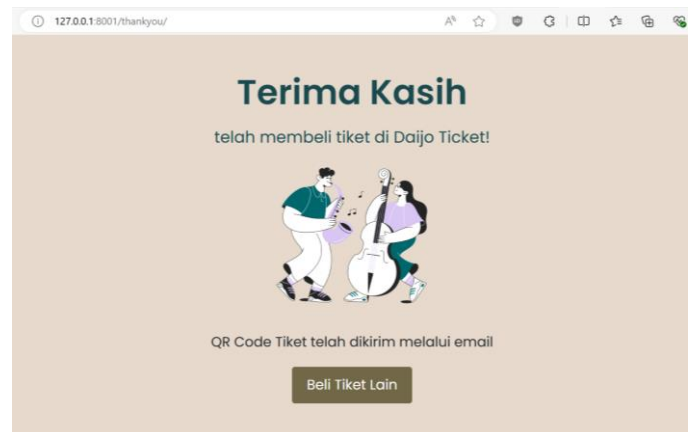 127.0.0.1:8001/thankyou/
Terima Kasih
telah membeli tiket di Daijo Ticket!
QR Code Tiket telah dikirim melalui email
Beli Tiket Lain